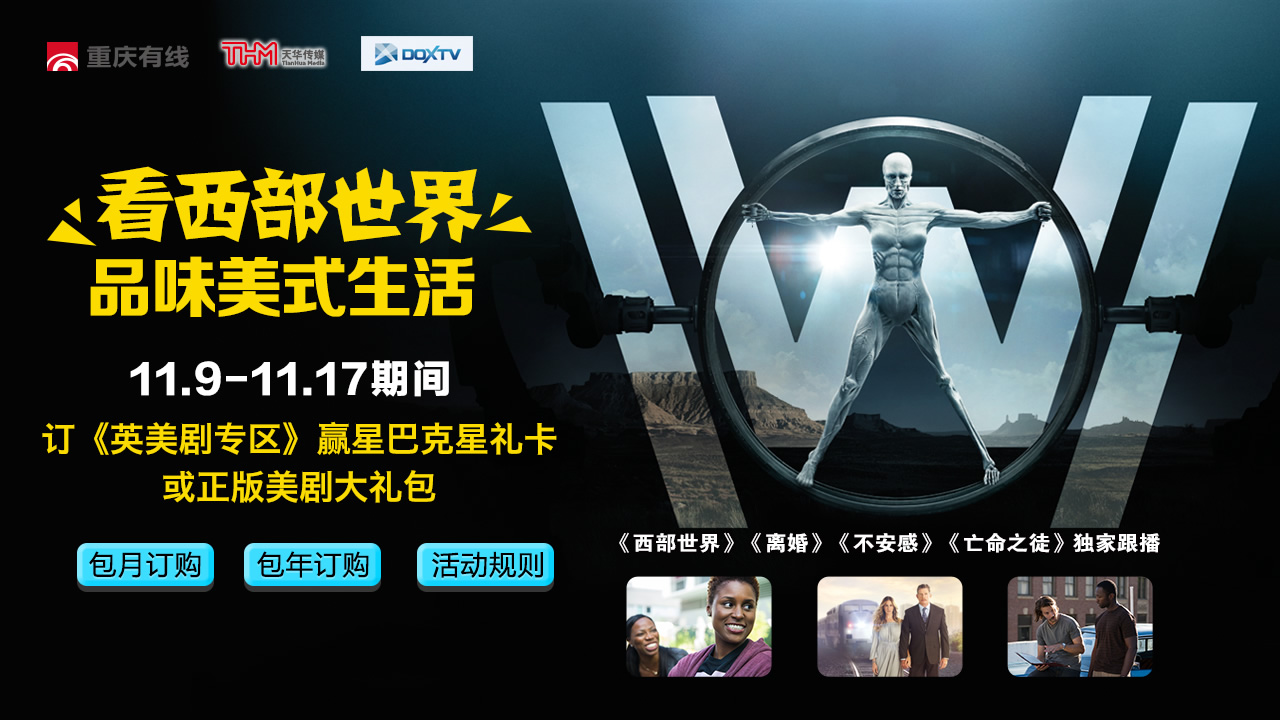 重庆有线
THM 天华传媒
TianHua Media
DOXTV
看西部世界
品味美式生活
11.9-11.17期间
订《英美剧专区》赢星巴克星礼卡
或正版美剧大礼包
包月订购
包年订购
活动规则
《西部世界》《离婚》《不安感》《亡命之徒》独家跟播